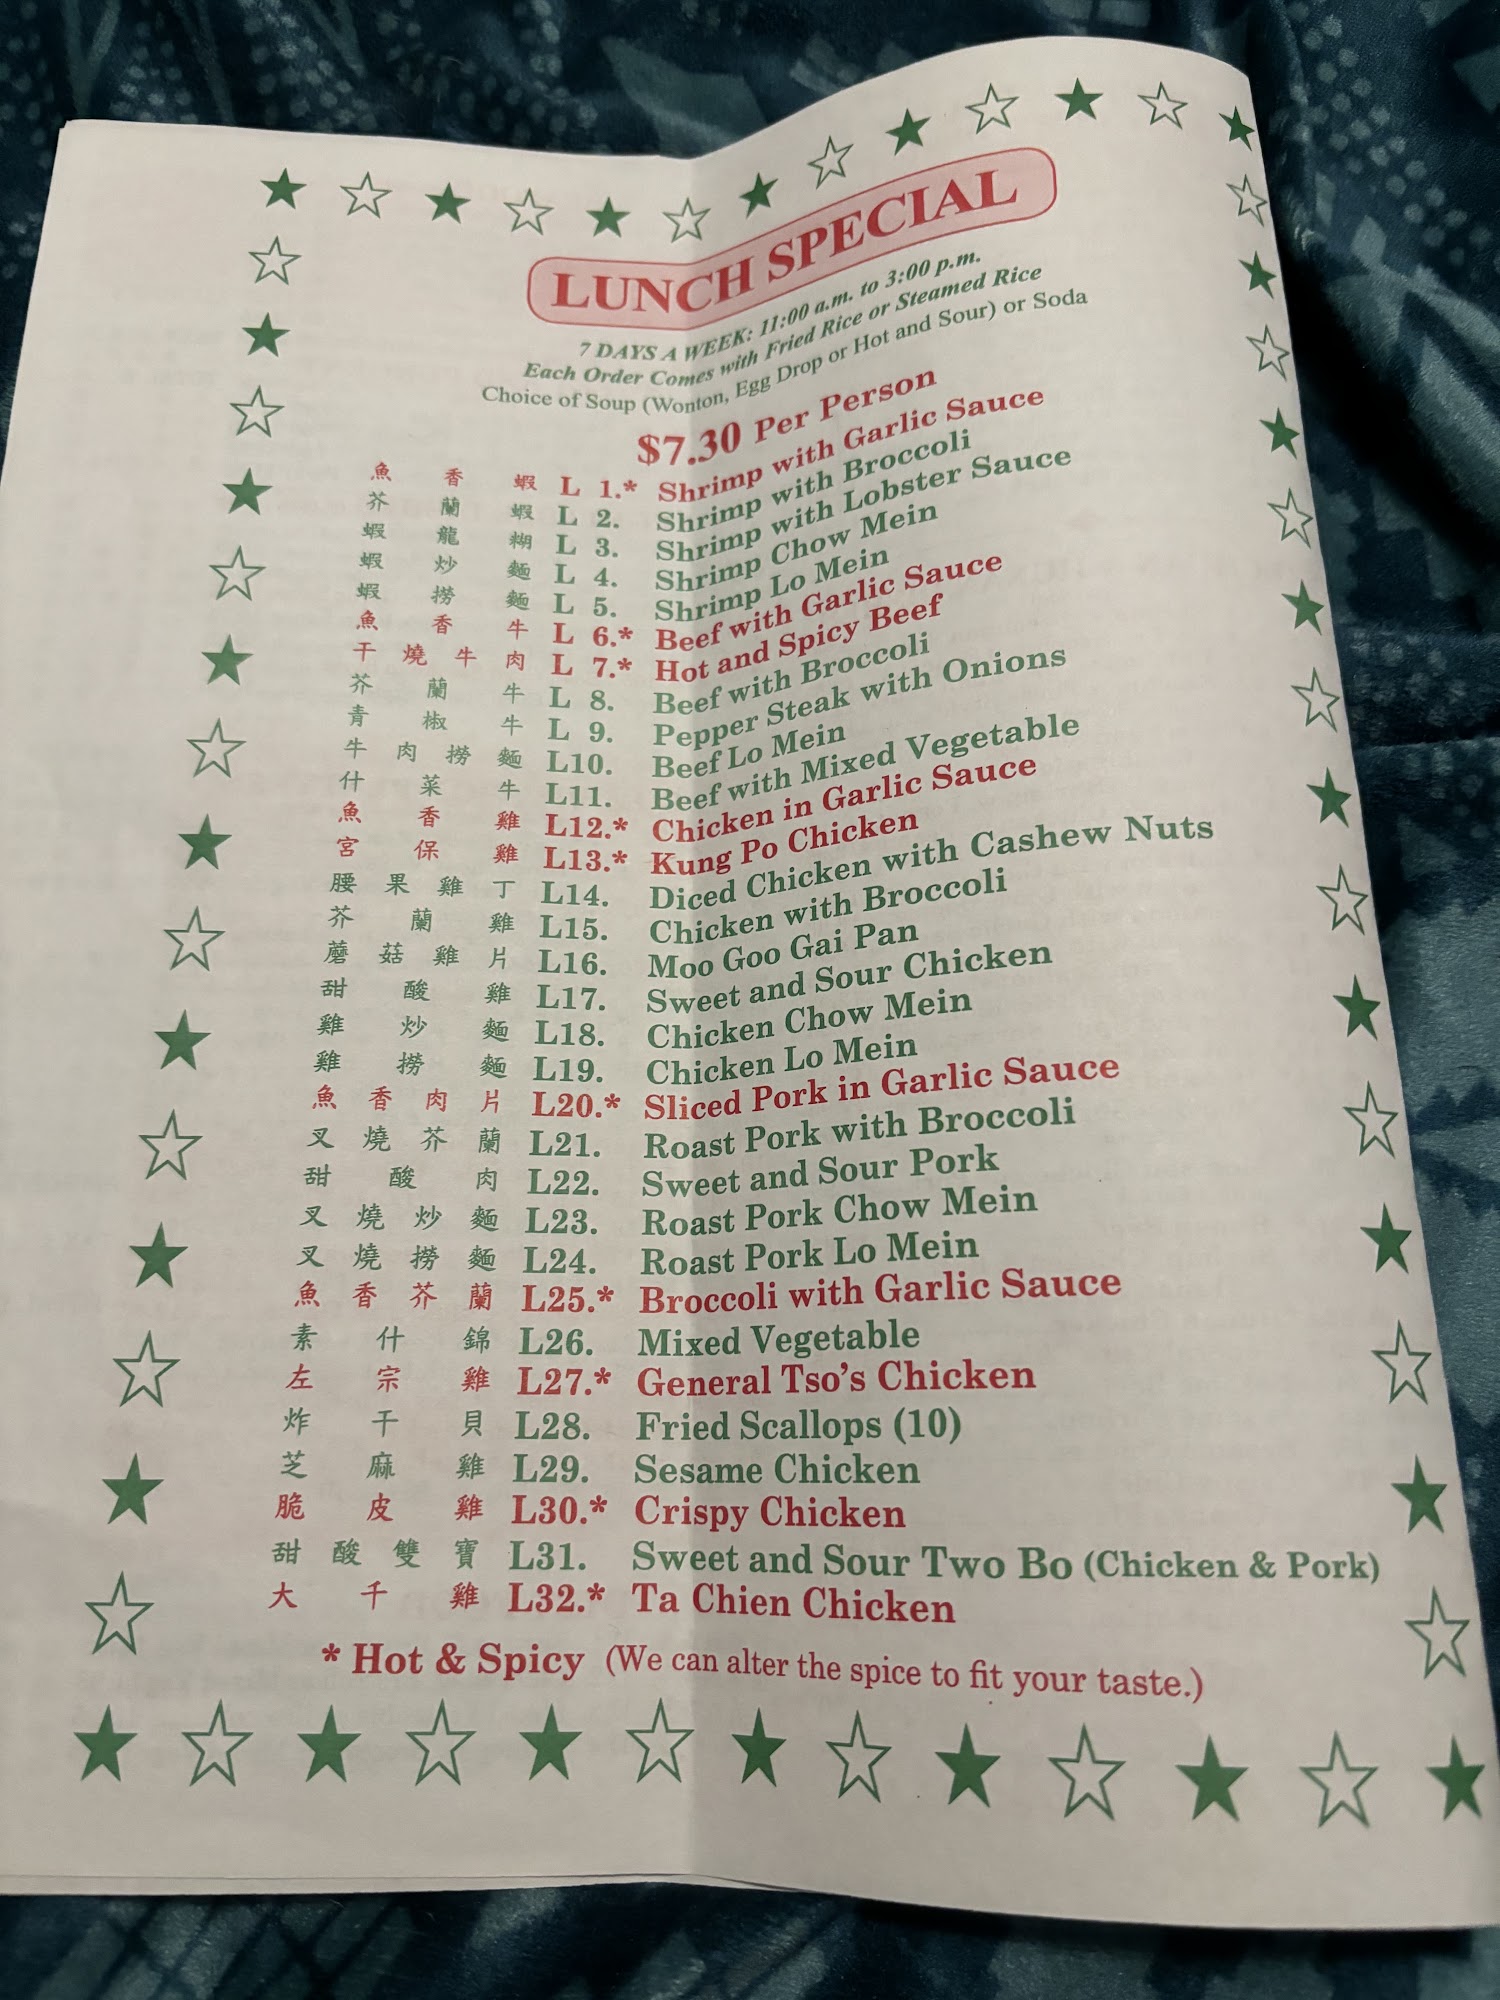 LUNCH SPECIAL
7 DAYS A WEEK: 11:00 a.m. to 3:00 p.m.
Each Order Comes with Fried Rice or Steamed Rice
Choice of Soup (Wonton, Egg Drop or Hot and Sour) or Soda
$7.30 Per Person
魚香蝦 L 1.* Shrimp with Garlic Sauce
芥蘭蝦 L 2. Shrimp with Broccoli
蝦龍糊 L 3. Shrimp with Lobster Sauce
蝦炒麵 L 4. Shrimp Chow Mein
蝦撈麵 L 5. Shrimp Lo Mein
魚香牛 L 6.* Beef with Garlic Sauce
干燒牛肉 L 7.* Hot and Spicy Beef
芥蘭牛 L 8. Beef with Broccoli
青椒牛 L 9. Pepper Steak with Onions
牛肉撈麵 L10. Beef Lo Mein
什菜牛 L11. Beef with Mixed Vegetable
魚香雞 L12.* Chicken in Garlic Sauce
宮保雞 L13.* Kung Po Chicken
腰果雞丁 L14. Diced Chicken with Cashew Nuts
芥蘭雞 L15. Chicken with Broccoli
蘑菇雞片 L16. Moo Goo Gai Pan
甜酸雞 L17. Sweet and Sour Chicken
雞炒麵 L18. Chicken Chow Mein
雞撈麵 L19. Chicken Lo Mein
魚香肉片 L20.* Sliced Pork in Garlic Sauce
叉燒芥蘭 L21. Roast Pork with Broccoli
甜酸肉 L22. Sweet and Sour Pork
叉燒炒麵 L23. Roast Pork Chow Mein
叉燒撈麵 L24. Roast Pork Lo Mein
魚香芥蘭 L25.* Broccoli with Garlic Sauce
素什錦 L26. Mixed Vegetable
左宗雞 L27.* General Tso's Chicken
炸干貝 L28. Fried Scallops (10)
芝麻雞 L29. Sesame Chicken
脆皮雞 L30.* Crispy Chicken
甜酸雙寶 L31. Sweet and Sour Two Bo (Chicken & Pork)
大千雞 L32.* Ta Chien Chicken
* Hot & Spicy (We can alter the spice to fit your taste.)